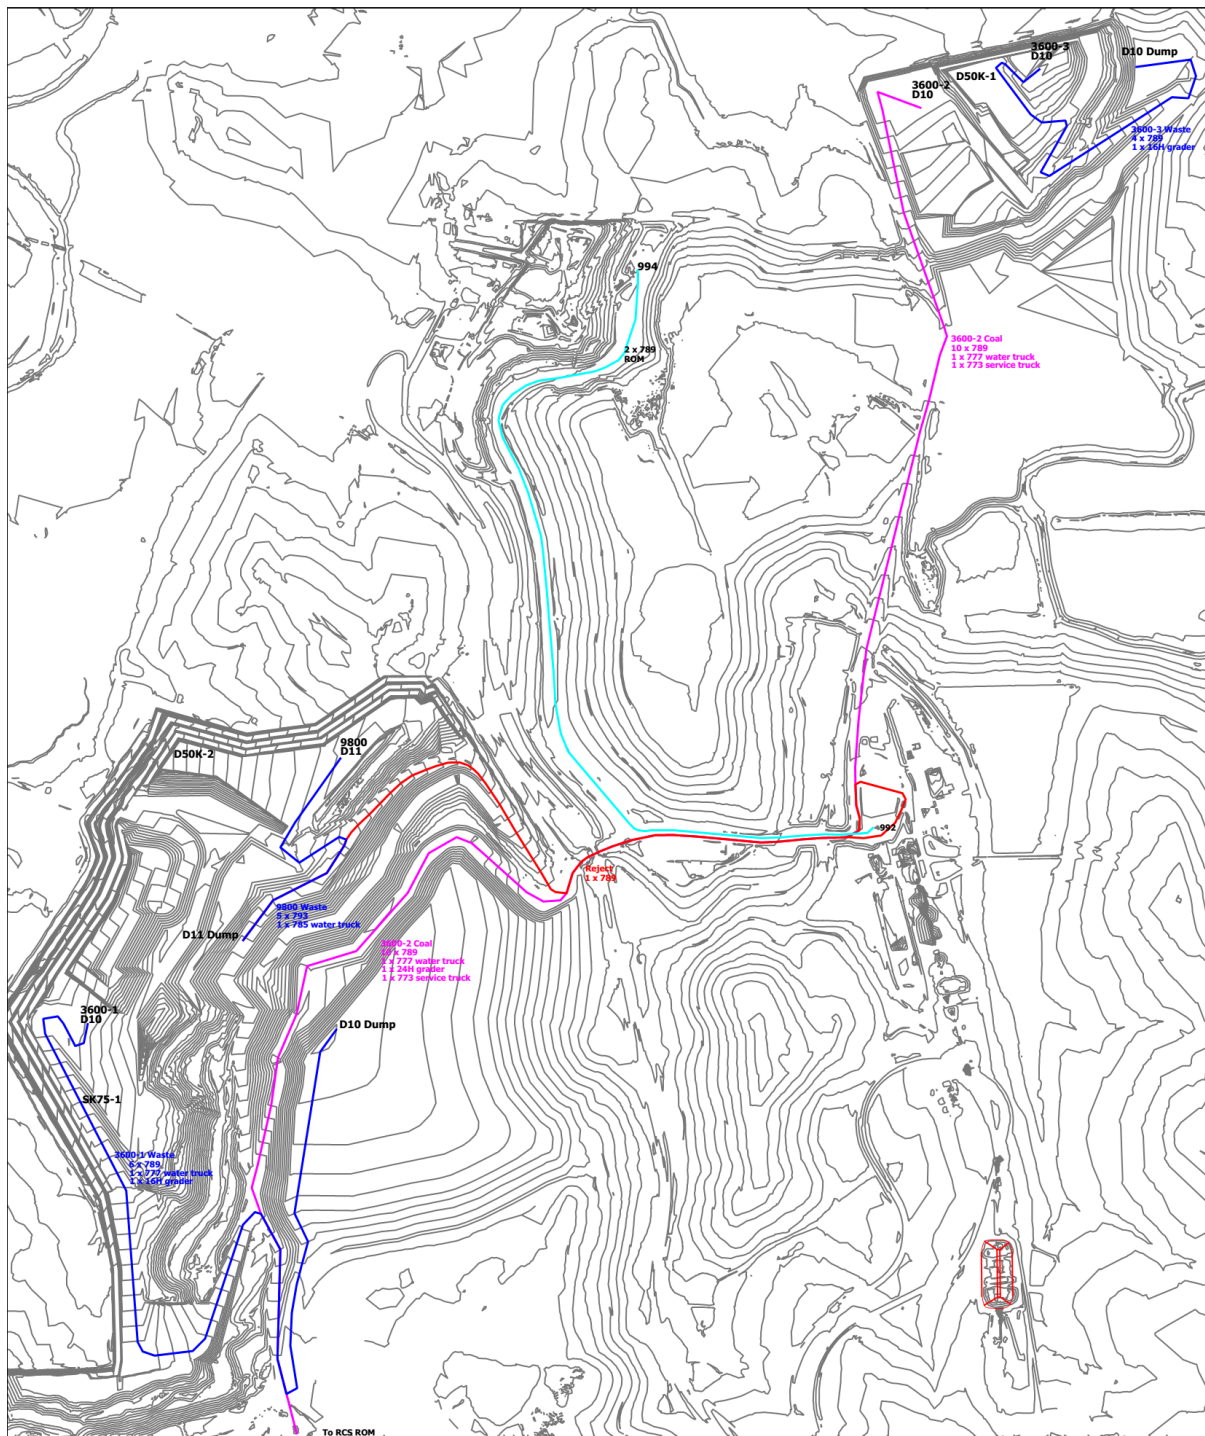 3600-3
D10
D10 Dump
D50K-1
3600-2
D10
3600-3 Waste
4 x 789
1 x 16H grader
994
2 x 789
ROM
3600-2 Coal
10 x 789
1 x 777 water truck
1 x 773 service truck
D50K-2
9800
D11
992
Reject
1 x 789
9800 Waste
5 x 793
1 x 785 water truck
D11 Dump
3600-2 Coal
10 x 789
1 x 777 water truck
1 x 24H grader
1 x 773 service truck
3600-1
D10
D10 Dump
SK75-1
3600-1 Waste
6 x 789
1 x 777 water truck
1 x 16H grader
To RCS ROM